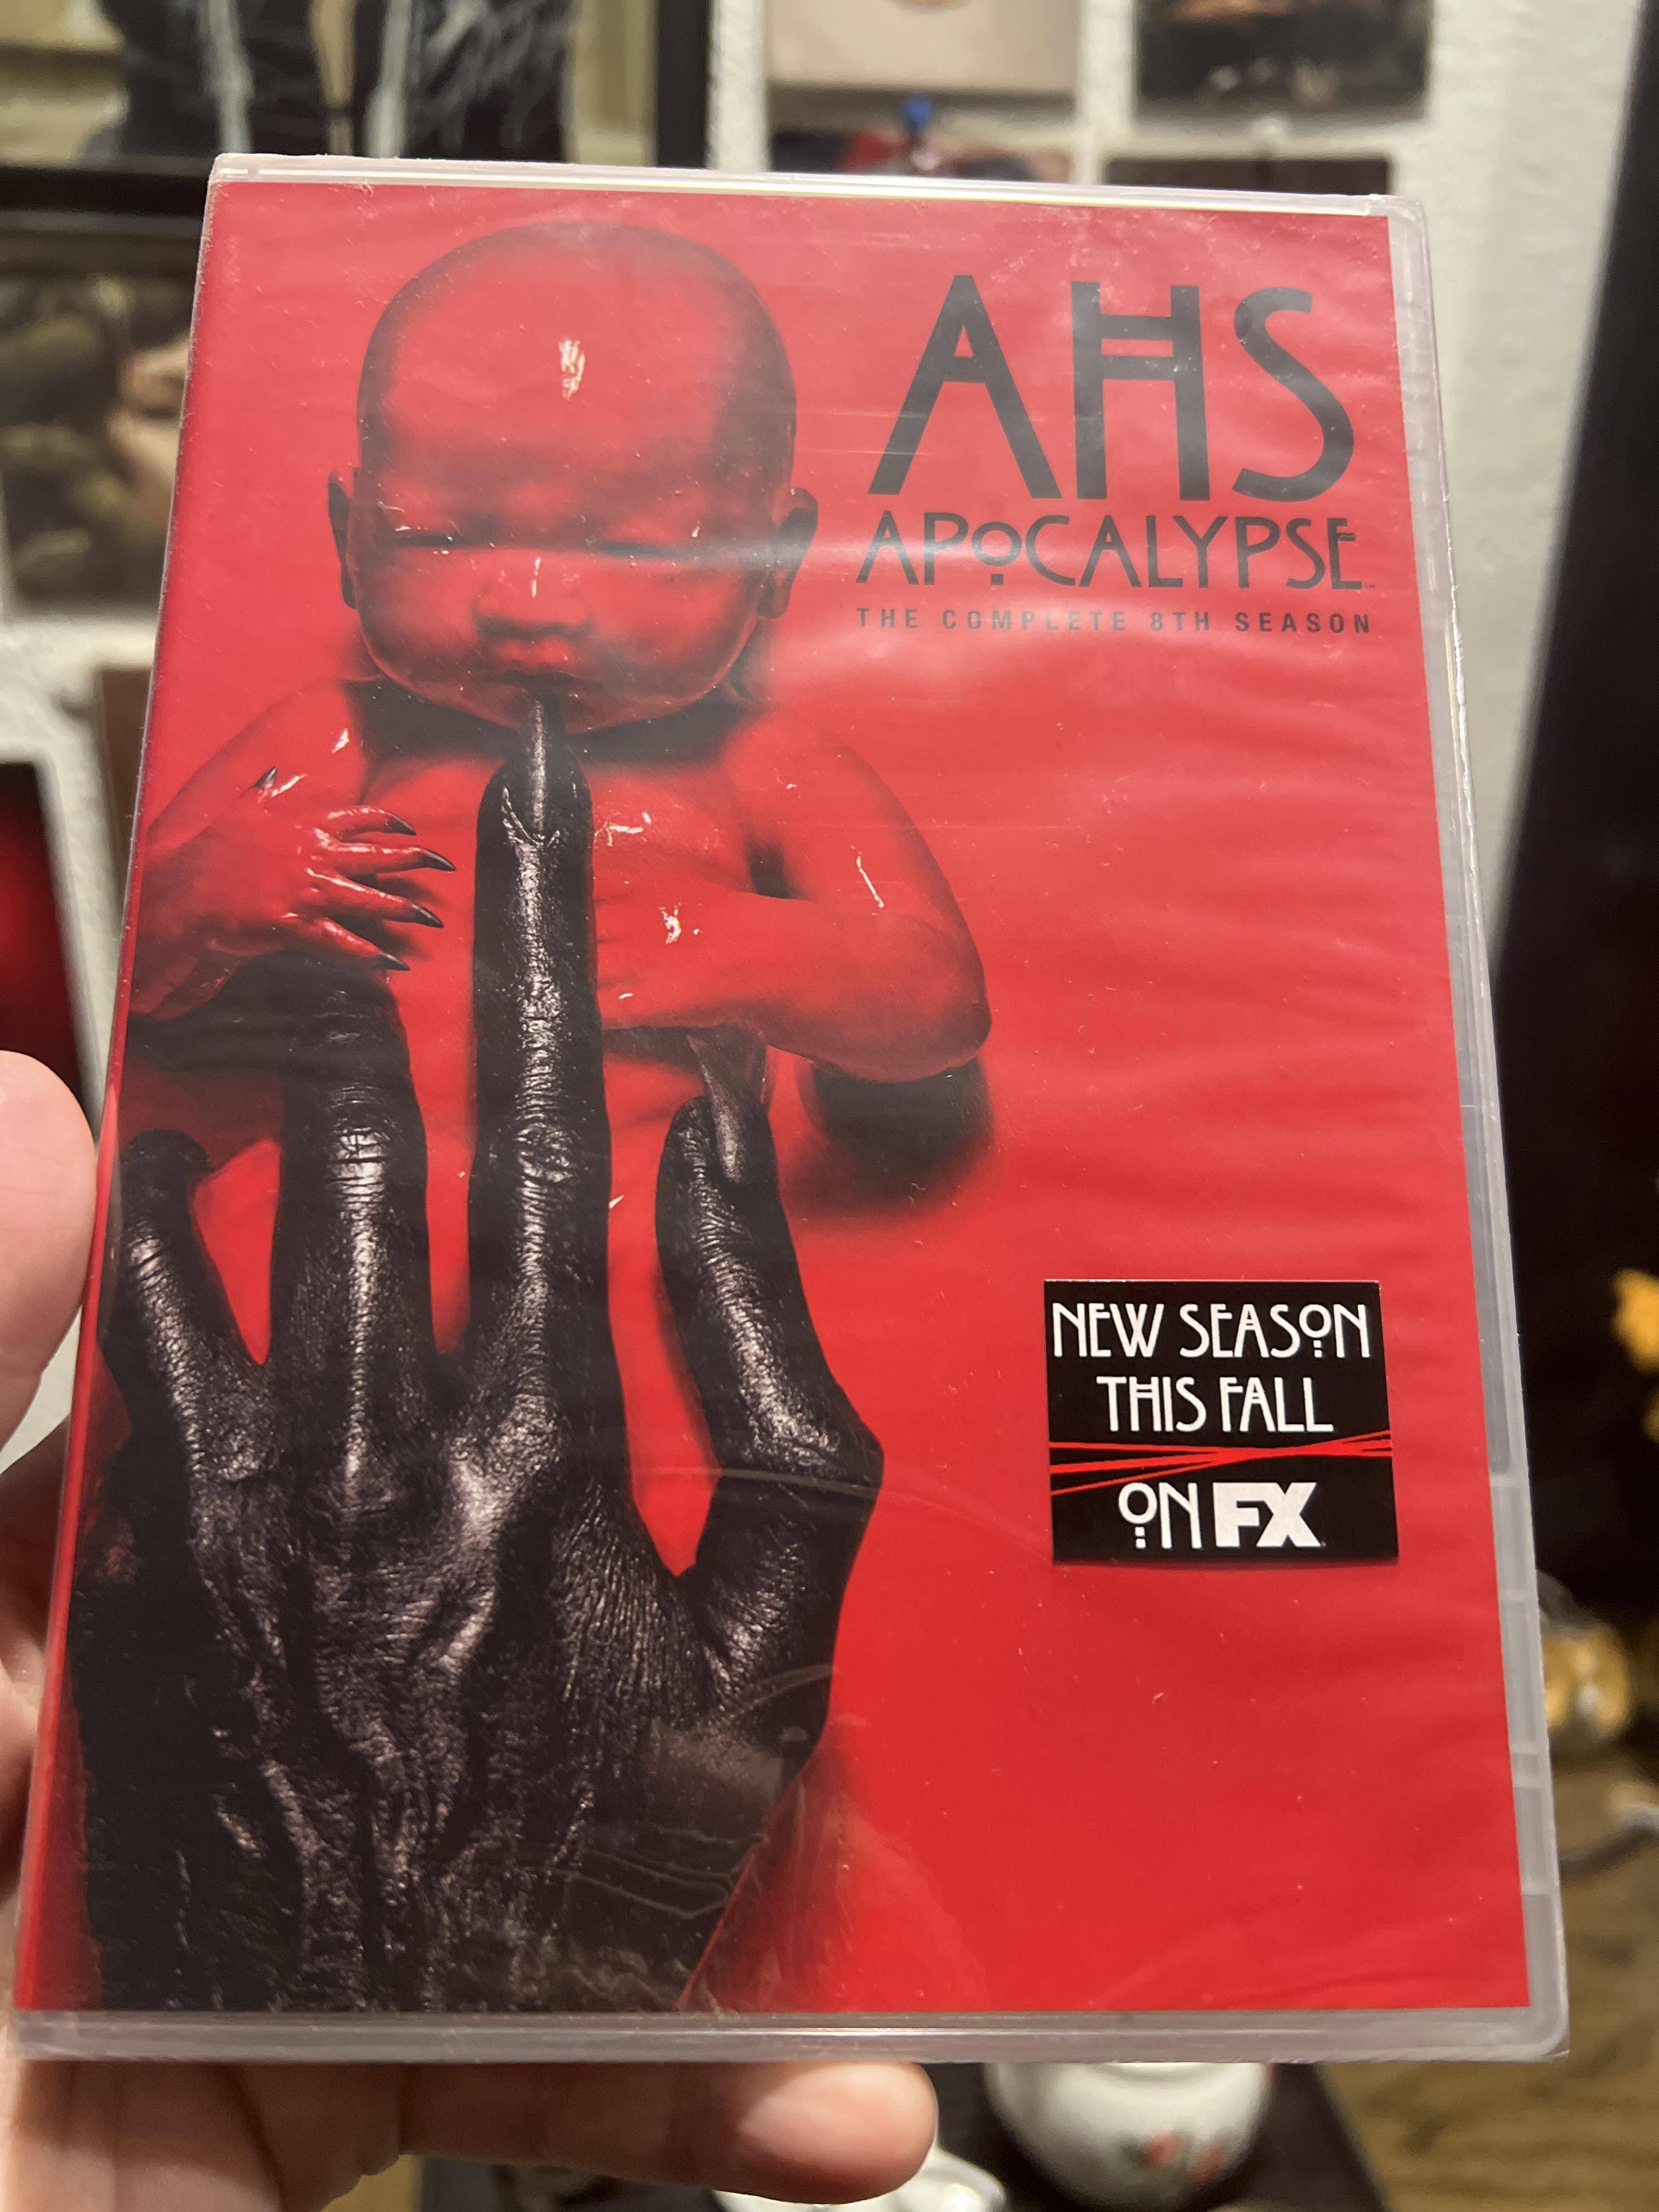 AHS
APOCALYPSE
THE COMPLETE 8TH SEASON
NEW SEASON
THIS FALL
ON FX